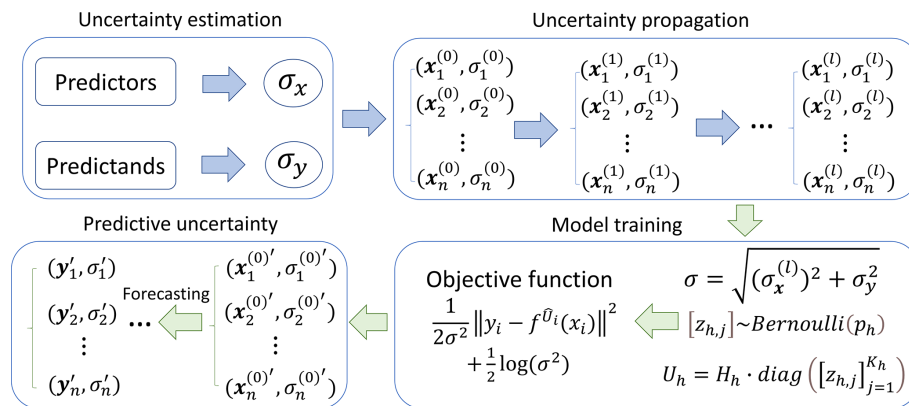 Uncertainty estimation
Predictors
σ_x
Predictands
σ_y
Uncertainty propagation
(x_1^{(0)}, σ_1^{(0)})
(x_2^{(0)}, σ_2^{(0)})
⋮
(x_n^{(0)}, σ_n^{(0)})
(x_1^{(1)}, σ_1^{(1)})
(x_2^{(1)}, σ_2^{(1)})
⋮
(x_n^{(1)}, σ_n^{(1)})
...
(x_1^{(l)}, σ_1^{(l)})
(x_2^{(l)}, σ_2^{(l)})
⋮
(x_n^{(l)}, σ_n^{(l)})
Model training
σ = √((σ_x^{(l)})^2 + σ_y^2)
[z_{h,j}]~Bernoulli(p_h)
U_h = H_h · diag([z_{h,j}]_{j=1}^{K_h})
Objective function
\frac{1}{2σ^2} ‖y_i − f^{Û_i}(x_i)‖^2
+ \frac{1}{2} log(σ^2)
Predictive uncertainty
(x_1^{(0)′}, σ_1^{(0)′})
(x_2^{(0)′}, σ_2^{(0)′})
⋮
(x_n^{(0)′}, σ_n^{(0)′})
Forecasting
...
(y′_1, σ′_1)
(y′_2, σ′_2)
⋮
(y′_n, σ′_n)